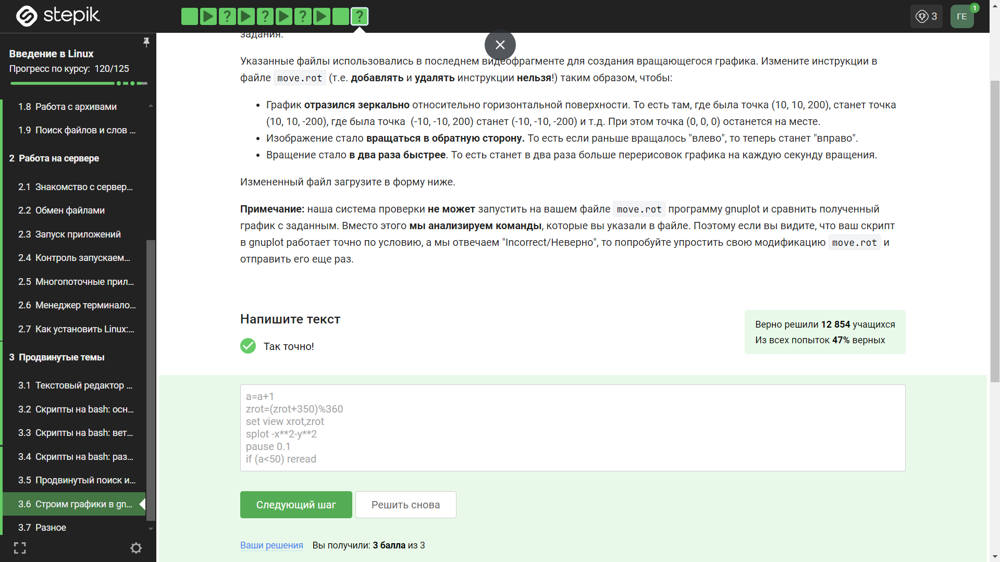 stepik
? ? ? ?
3
ГЕ
1
Введение в Linux
Прогресс по курсу: 120/125
1.8 Работа с архивами
1.9 Поиск файлов и слов ...
2 Работа на сервере
2.1 Знакомство с сервер...
2.2 Обмен файлами
2.3 Запуск приложений
2.4 Контроль запускаем...
2.5 Многопоточные прил...
2.6 Менеджер терминало...
2.7 Как установить Linux:...
3 Продвинутые темы
3.1 Текстовый редактор ...
3.2 Скрипты на bash: осн...
3.3 Скрипты на bash: вет...
3.4 Скрипты на bash: раз...
3.5 Продвинутый поиск и...
3.6 Строим графики в gn...
3.7 Разное
задания.
Указанные файлы использовались в последнем видеофрагменте для создания вращающегося графика. Измените инструкции в
файле move.rot (т.е. добавлять и удалять инструкции нельзя!) таким образом, чтобы:
• График отразился зеркально относительно горизонтальной поверхности. То есть там, где была точка (10, 10, 200), станет точка
(10, 10, -200), где была точка (-10, -10, 200) станет (-10, -10, -200) и т.д. При этом точка (0, 0, 0) останется на месте.
• Изображение стало вращаться в обратную сторону. То есть если раньше вращалось "влево", то теперь станет "вправо".
• Вращение стало в два раза быстрее. То есть станет в два раза больше перерисовок графика на каждую секунду вращения.
Измененный файл загрузите в форму ниже.
Примечание: наша система проверки не может запустить на вашем файле move.rot программу gnuplot и сравнить полученный
график с заданным. Вместо этого мы анализируем команды, которые вы указали в файле. Поэтому если вы видите, что ваш скрипт
в gnuplot работает точно по условию, а мы отвечаем "Incorrect/Неверно", то попробуйте упростить свою модификацию move.rot и
отправить его еще раз.
Напишите текст
Так точно!
Верно решили 12 854 учащихся
Из всех попыток 47% верных
a=a+1
zrot=(zrot+350)%360
set view xrot,zrot
splot -x**2-y**2
pause 0.1
if (a<50) reread
Следующий шаг
Решить снова
Ваши решения Вы получили: 3 балла из 3